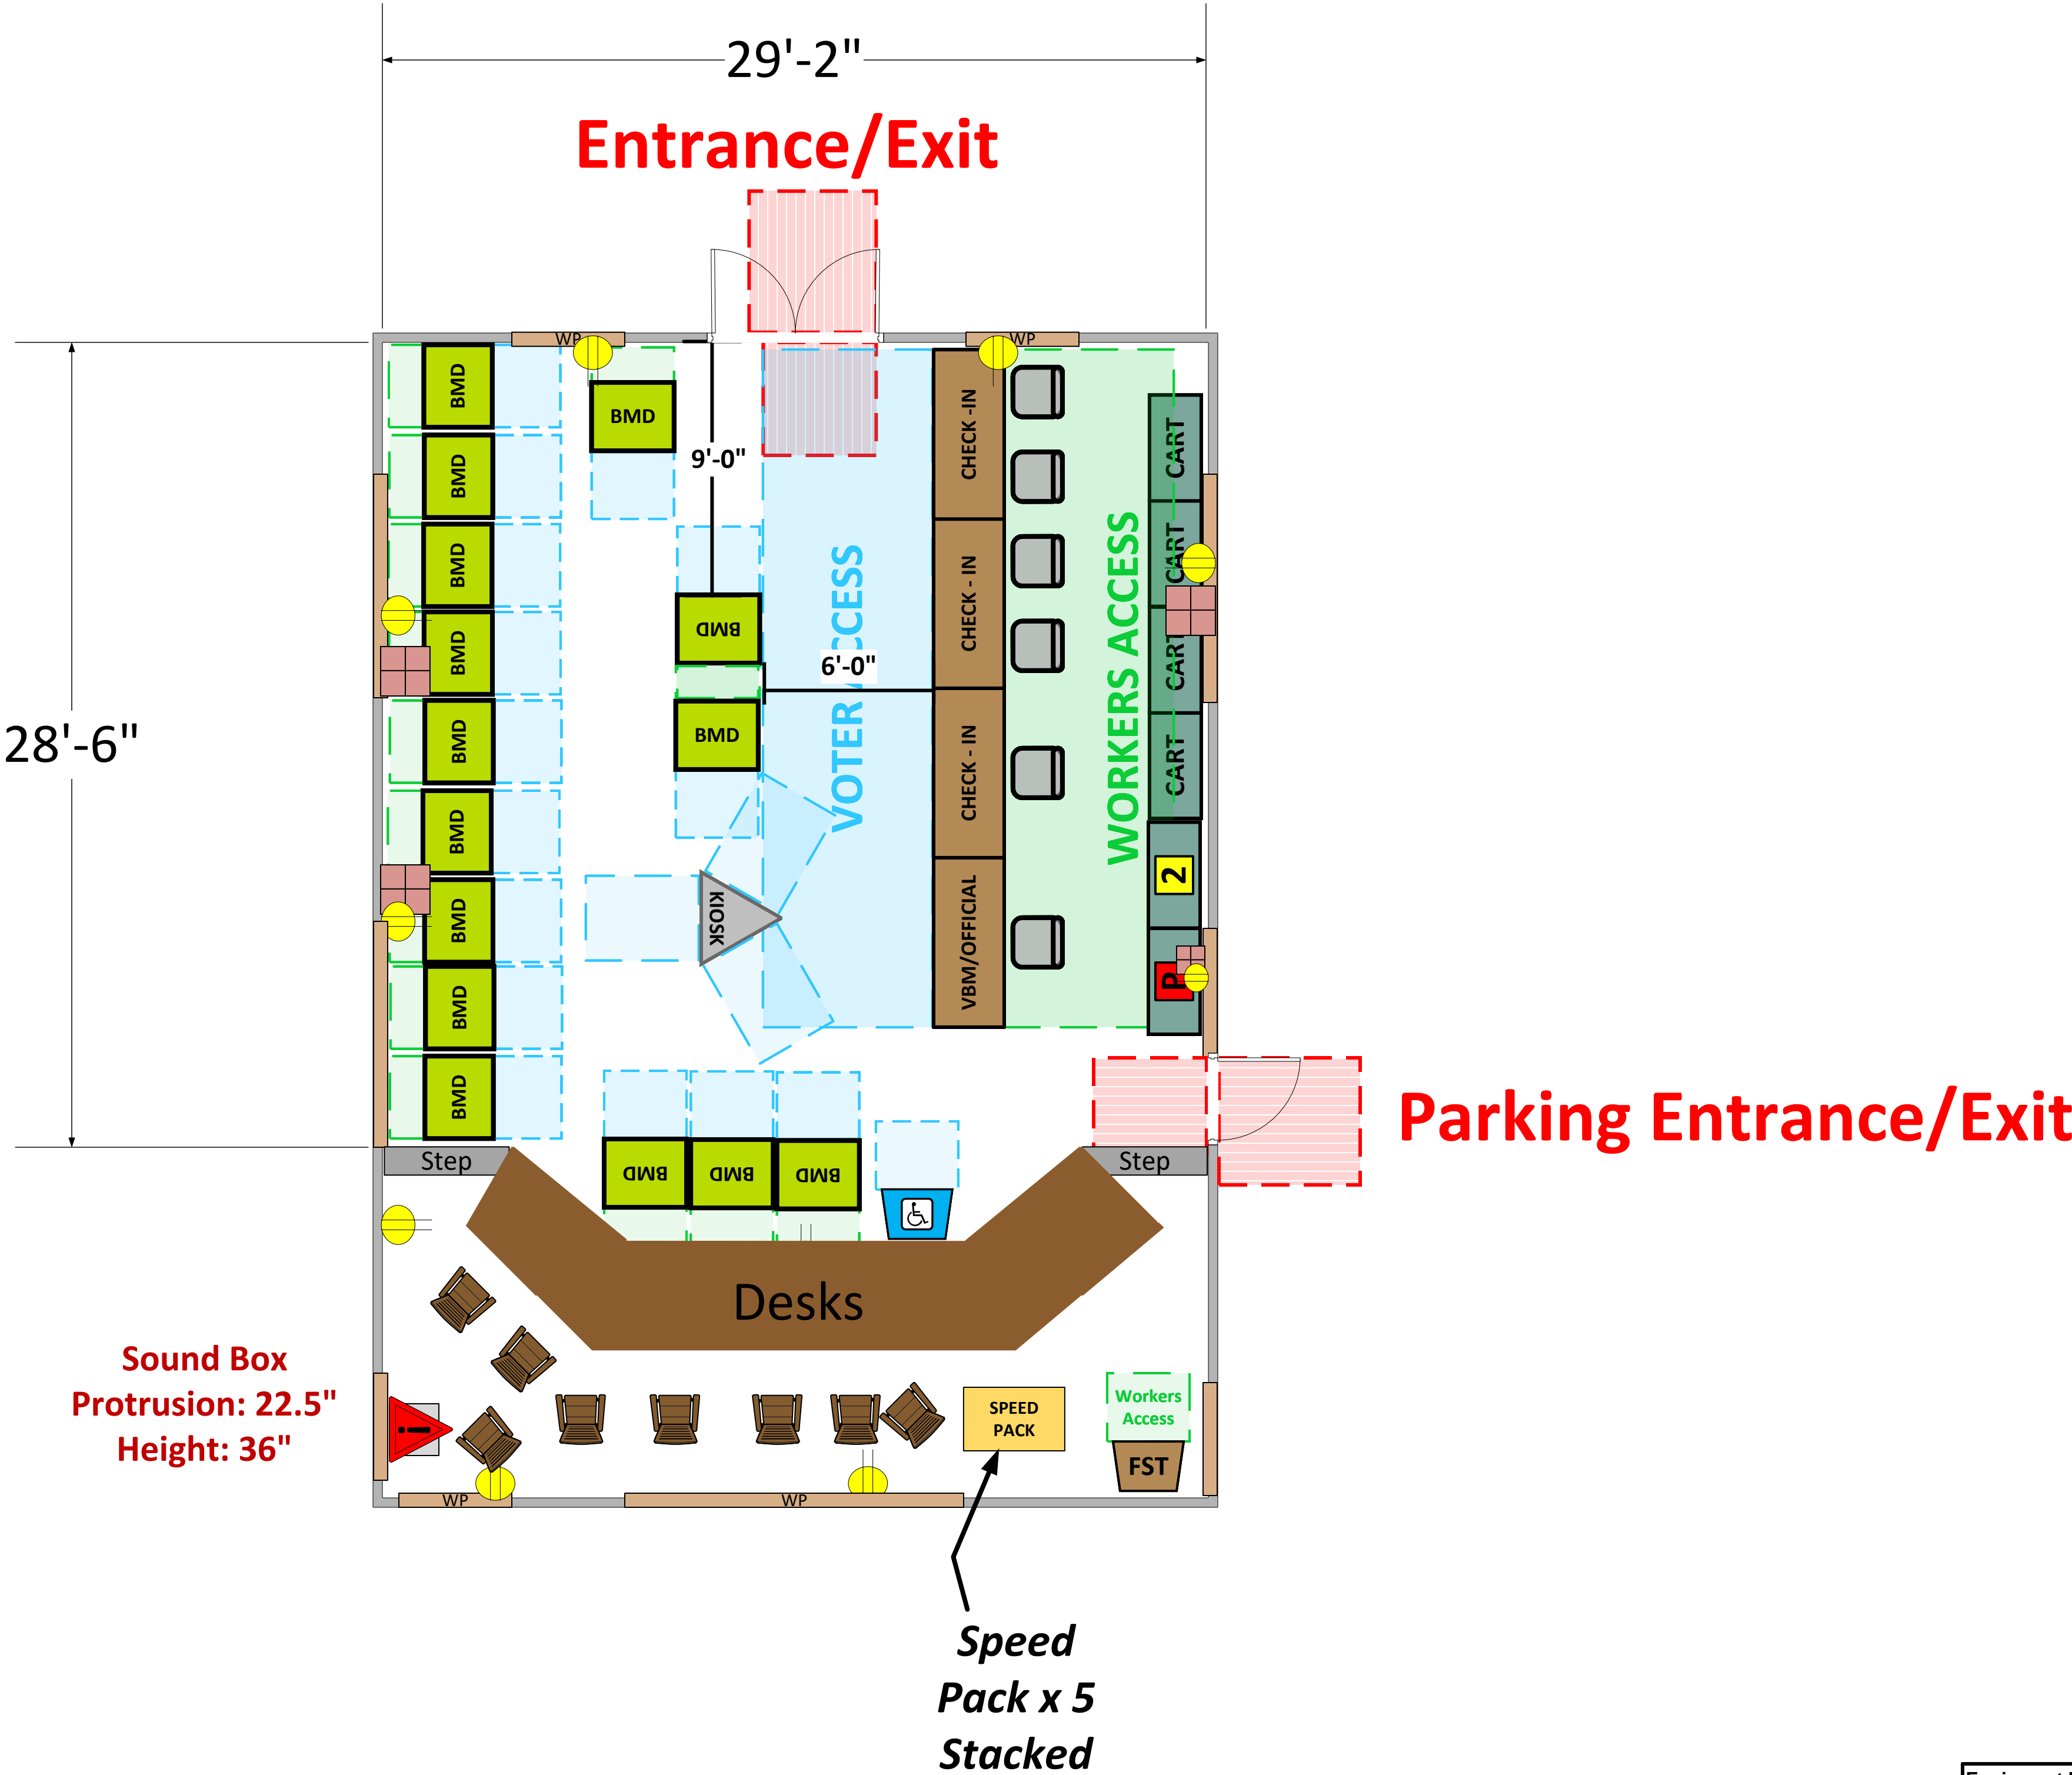 29'-2"
Entrance/Exit
WP
WP
BMD
BMD
BMD
BMD
BMD
BMD
BMD
BMD
BMD
BMD
9'-0"
BMD
BMD
6'-0"
VOTER ACCESS
CHECK -IN
CHECK - IN
CHECK - IN
VBM/OFFICIAL
WORKERS ACCESS
CART
CART
CART
CART
2
P
28'-6"
KIOSK
Parking Entrance/Exit
Step
Step
BMD
BMD
BMD
Desks
Sound Box
Protrusion: 22.5"
Height: 36"
!
SPEED
PACK
Workers
Access
FST
WP
WP
Speed
Pack x 5
Stacked